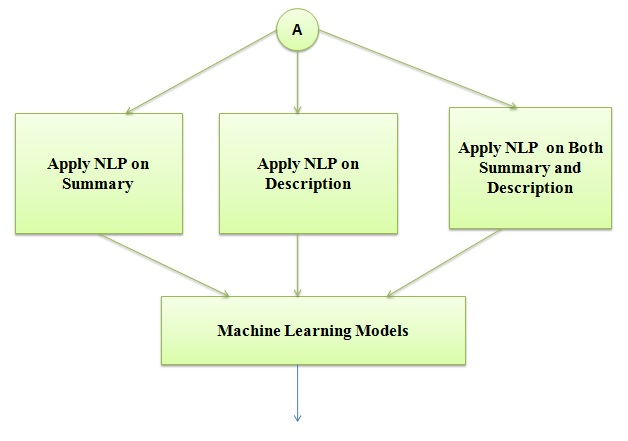 A
Apply NLP on
Summary
Apply NLP on
Description
Apply NLP on Both
Summary and
Description
Machine Learning Models